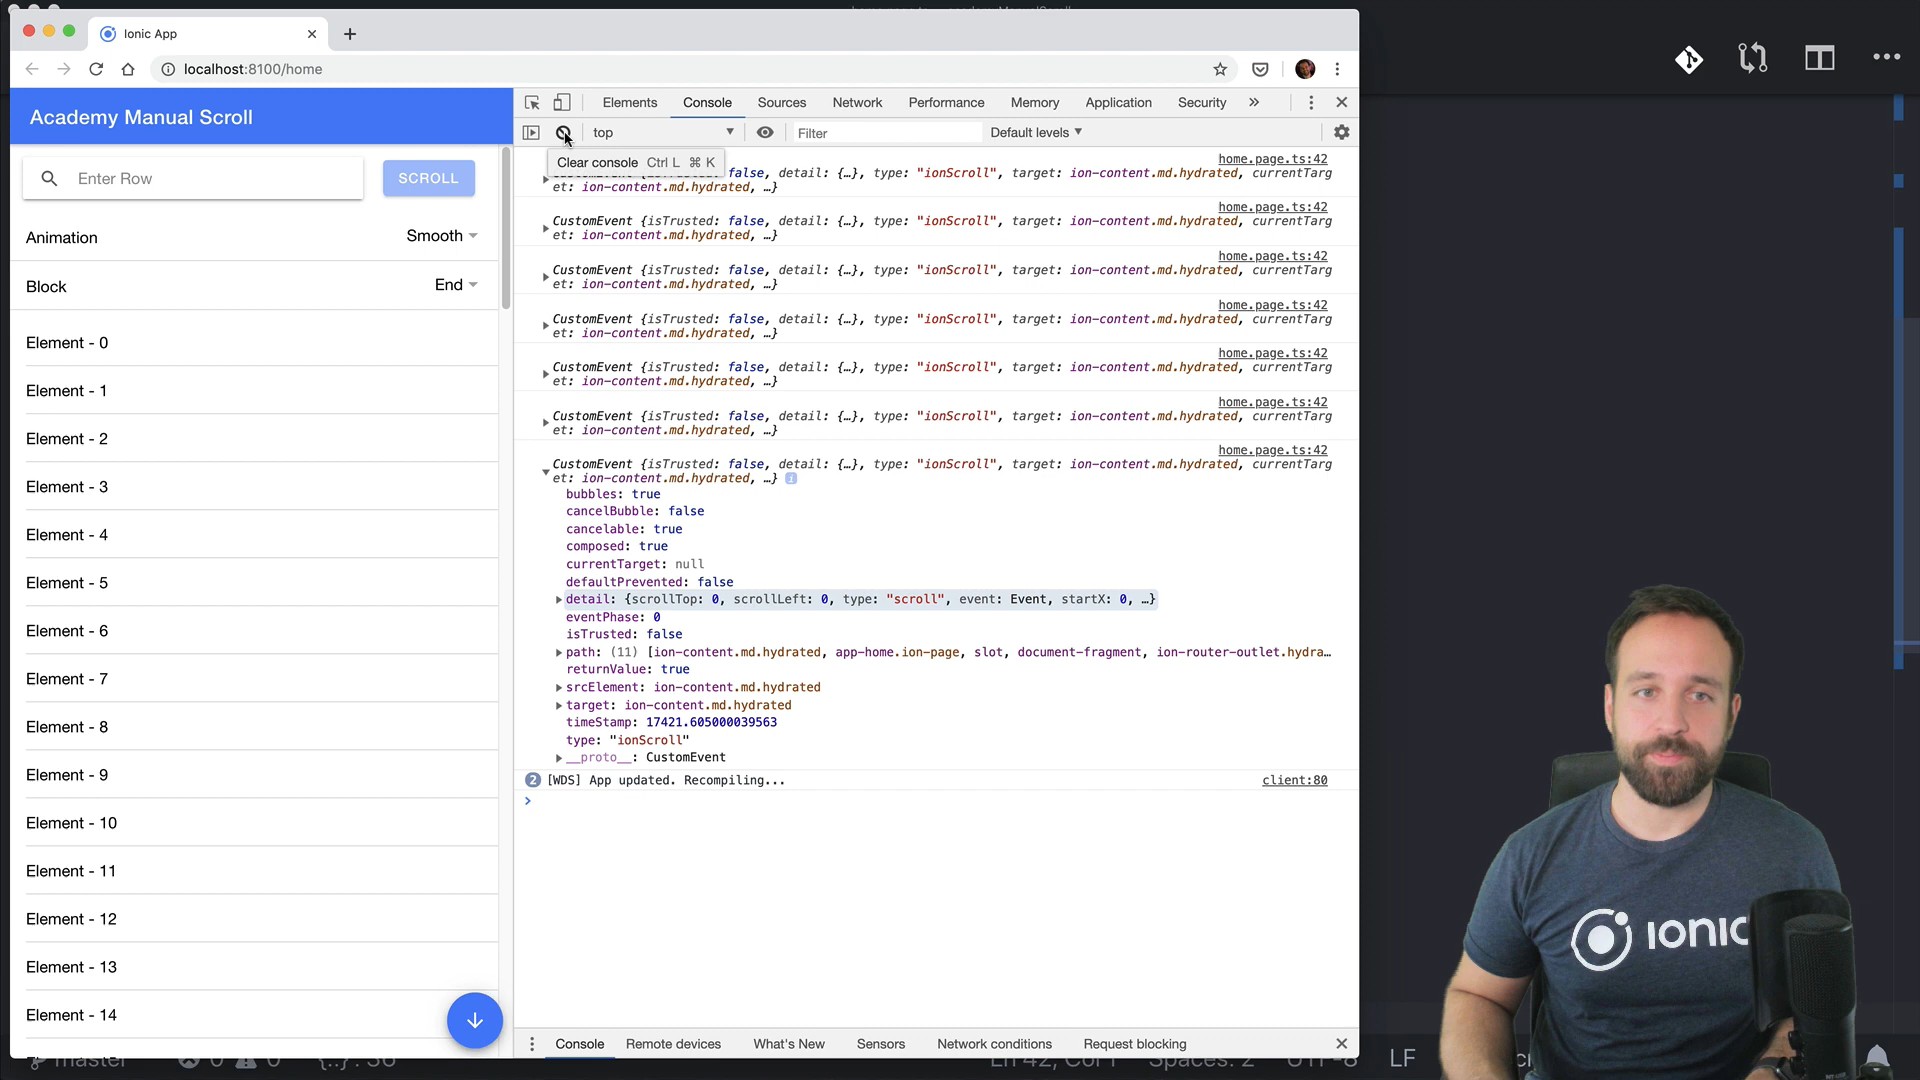 Ionic App
localhost:8100/home
Academy Manual Scroll
Enter Row
SCROLL
Animation
Smooth
Block
End
Element - 0
Element - 1
Element - 2
Element - 3
Element - 4
Element - 5
Element - 6
Element - 7
Element - 8
Element - 9
Element - 10
Element - 11
Element - 12
Element - 13
Element - 14
Elements Console Sources Network Performance Memory Application Security »
top
Filter
Default levels
Clear console Ctrl L ⌘ K
home.page.ts:42
false, detail: {…}, type: "ionScroll", target: ion-content.md.hydrated, currentTarg
et: ion-content.md.hydrated, …}
home.page.ts:42
CustomEvent {isTrusted: false, detail: {…}, type: "ionScroll", target: ion-content.md.hydrated, currentTarg
et: ion-content.md.hydrated, …}
home.page.ts:42
CustomEvent {isTrusted: false, detail: {…}, type: "ionScroll", target: ion-content.md.hydrated, currentTarg
et: ion-content.md.hydrated, …}
home.page.ts:42
CustomEvent {isTrusted: false, detail: {…}, type: "ionScroll", target: ion-content.md.hydrated, currentTarg
et: ion-content.md.hydrated, …}
home.page.ts:42
CustomEvent {isTrusted: false, detail: {…}, type: "ionScroll", target: ion-content.md.hydrated, currentTarg
et: ion-content.md.hydrated, …}
home.page.ts:42
CustomEvent {isTrusted: false, detail: {…}, type: "ionScroll", target: ion-content.md.hydrated, currentTarg
et: ion-content.md.hydrated, …}
home.page.ts:42
CustomEvent {isTrusted: false, detail: {…}, type: "ionScroll", target: ion-content.md.hydrated, currentTarg
et: ion-content.md.hydrated, …} i
bubbles: true
cancelBubble: false
cancelable: true
composed: true
currentTarget: null
defaultPrevented: false
detail: {scrollTop: 0, scrollLeft: 0, type: "scroll", event: Event, startX: 0, …}
eventPhase: 0
isTrusted: false
path: (11) [ion-content.md.hydrated, app-home.ion-page, slot, document-fragment, ion-router-outlet.hydra…
returnValue: true
srcElement: ion-content.md.hydrated
target: ion-content.md.hydrated
timeStamp: 17421.605000039563
type: "ionScroll"
__proto__: CustomEvent
2 [WDS] App updated. Recompiling... client:80
Console Remote devices What's New Sensors Network conditions Request blocking
master
LF
IONIC